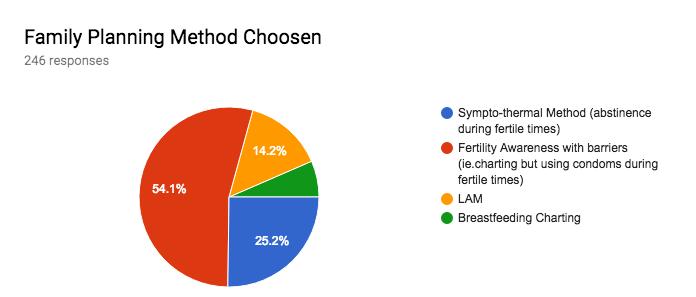 Family Planning Method Choosen
246 responses
14.2%
54.1%
25.2%
Sympto-thermal Method (abstinence
during fertile times)
Fertility Awareness with barriers
(ie.charting but using condoms during
fertile times)
LAM
Breastfeeding Charting